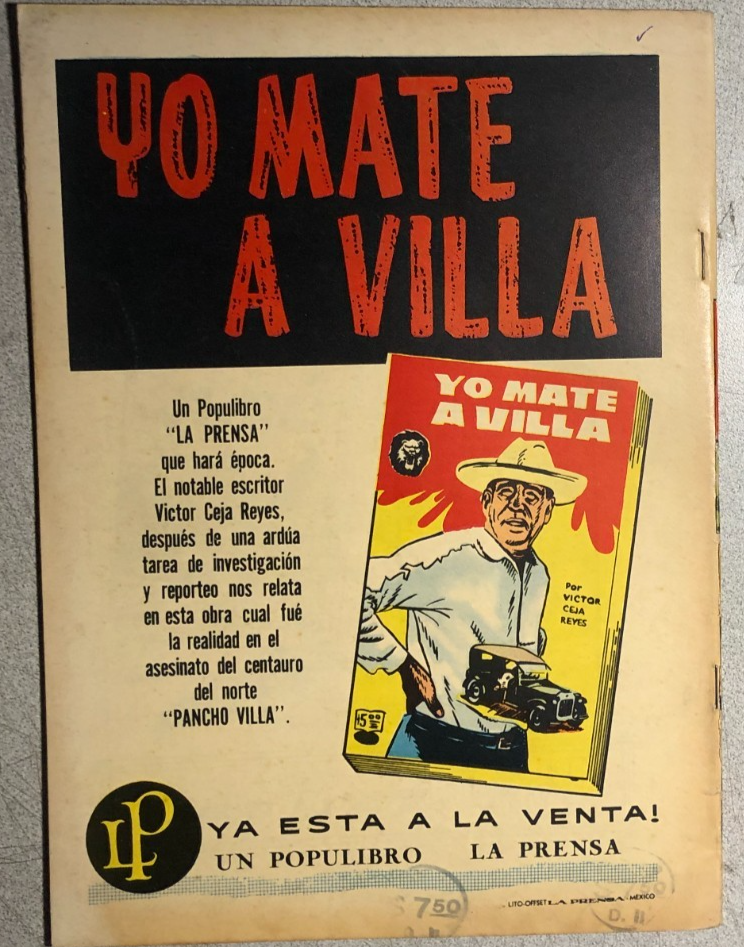 YO MATE
A VILLA
Un Populibro
"LA PRENSA"
que hará época.
El notable escritor
Victor Ceja Reyes,
después de una ardúa
tarea de investigación
y reporteo nos relata
en esta obra cual fué
la realidad en el
asesinato del centauro
del norte
"PANCHO VILLA".
YO MATE
A VILLA
Por
VICTOR
CEJA
REYES
LP
YA ESTA A LA VENTA!
UN POPULIBRO LA PRENSA
LITO-OFFSET LA PRENSA - MEXICO
$ 750
D. II